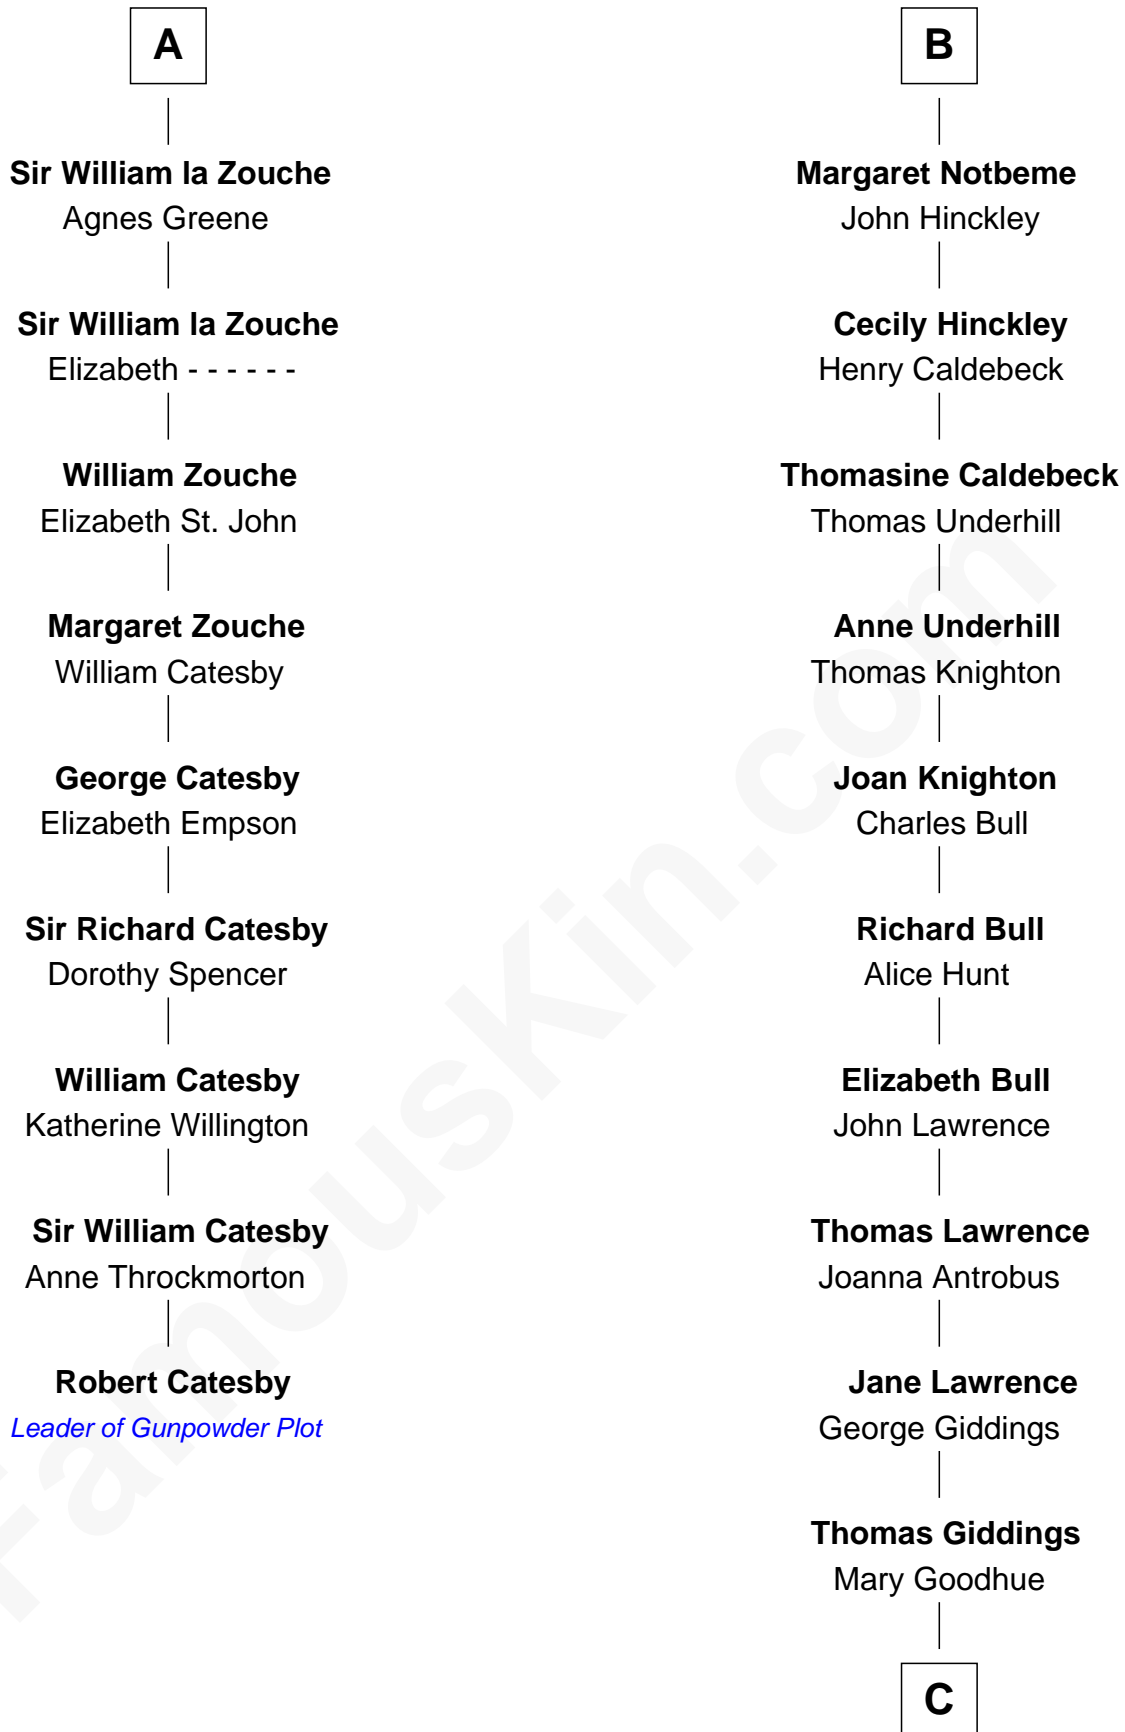 A
Sir William la Zouche
Agnes Greene
Sir William la Zouche
Elizabeth - - - - - -
William Zouche
Elizabeth St. John
Margaret Zouche
William Catesby
George Catesby
Elizabeth Empson
Sir Richard Catesby
Dorothy Spencer
William Catesby
Katherine Willington
Sir William Catesby
Anne Throckmorton
Robert Catesby
Leader of Gunpowder Plot
B
Margaret Notbeme
John Hinckley
Cecily Hinckley
Henry Caldebeck
Thomasine Caldebeck
Thomas Underhill
Anne Underhill
Thomas Knighton
Joan Knighton
Charles Bull
Richard Bull
Alice Hunt
Elizabeth Bull
John Lawrence
Thomas Lawrence
Joanna Antrobus
Jane Lawrence
George Giddings
Thomas Giddings
Mary Goodhue
C
FamousKin.com